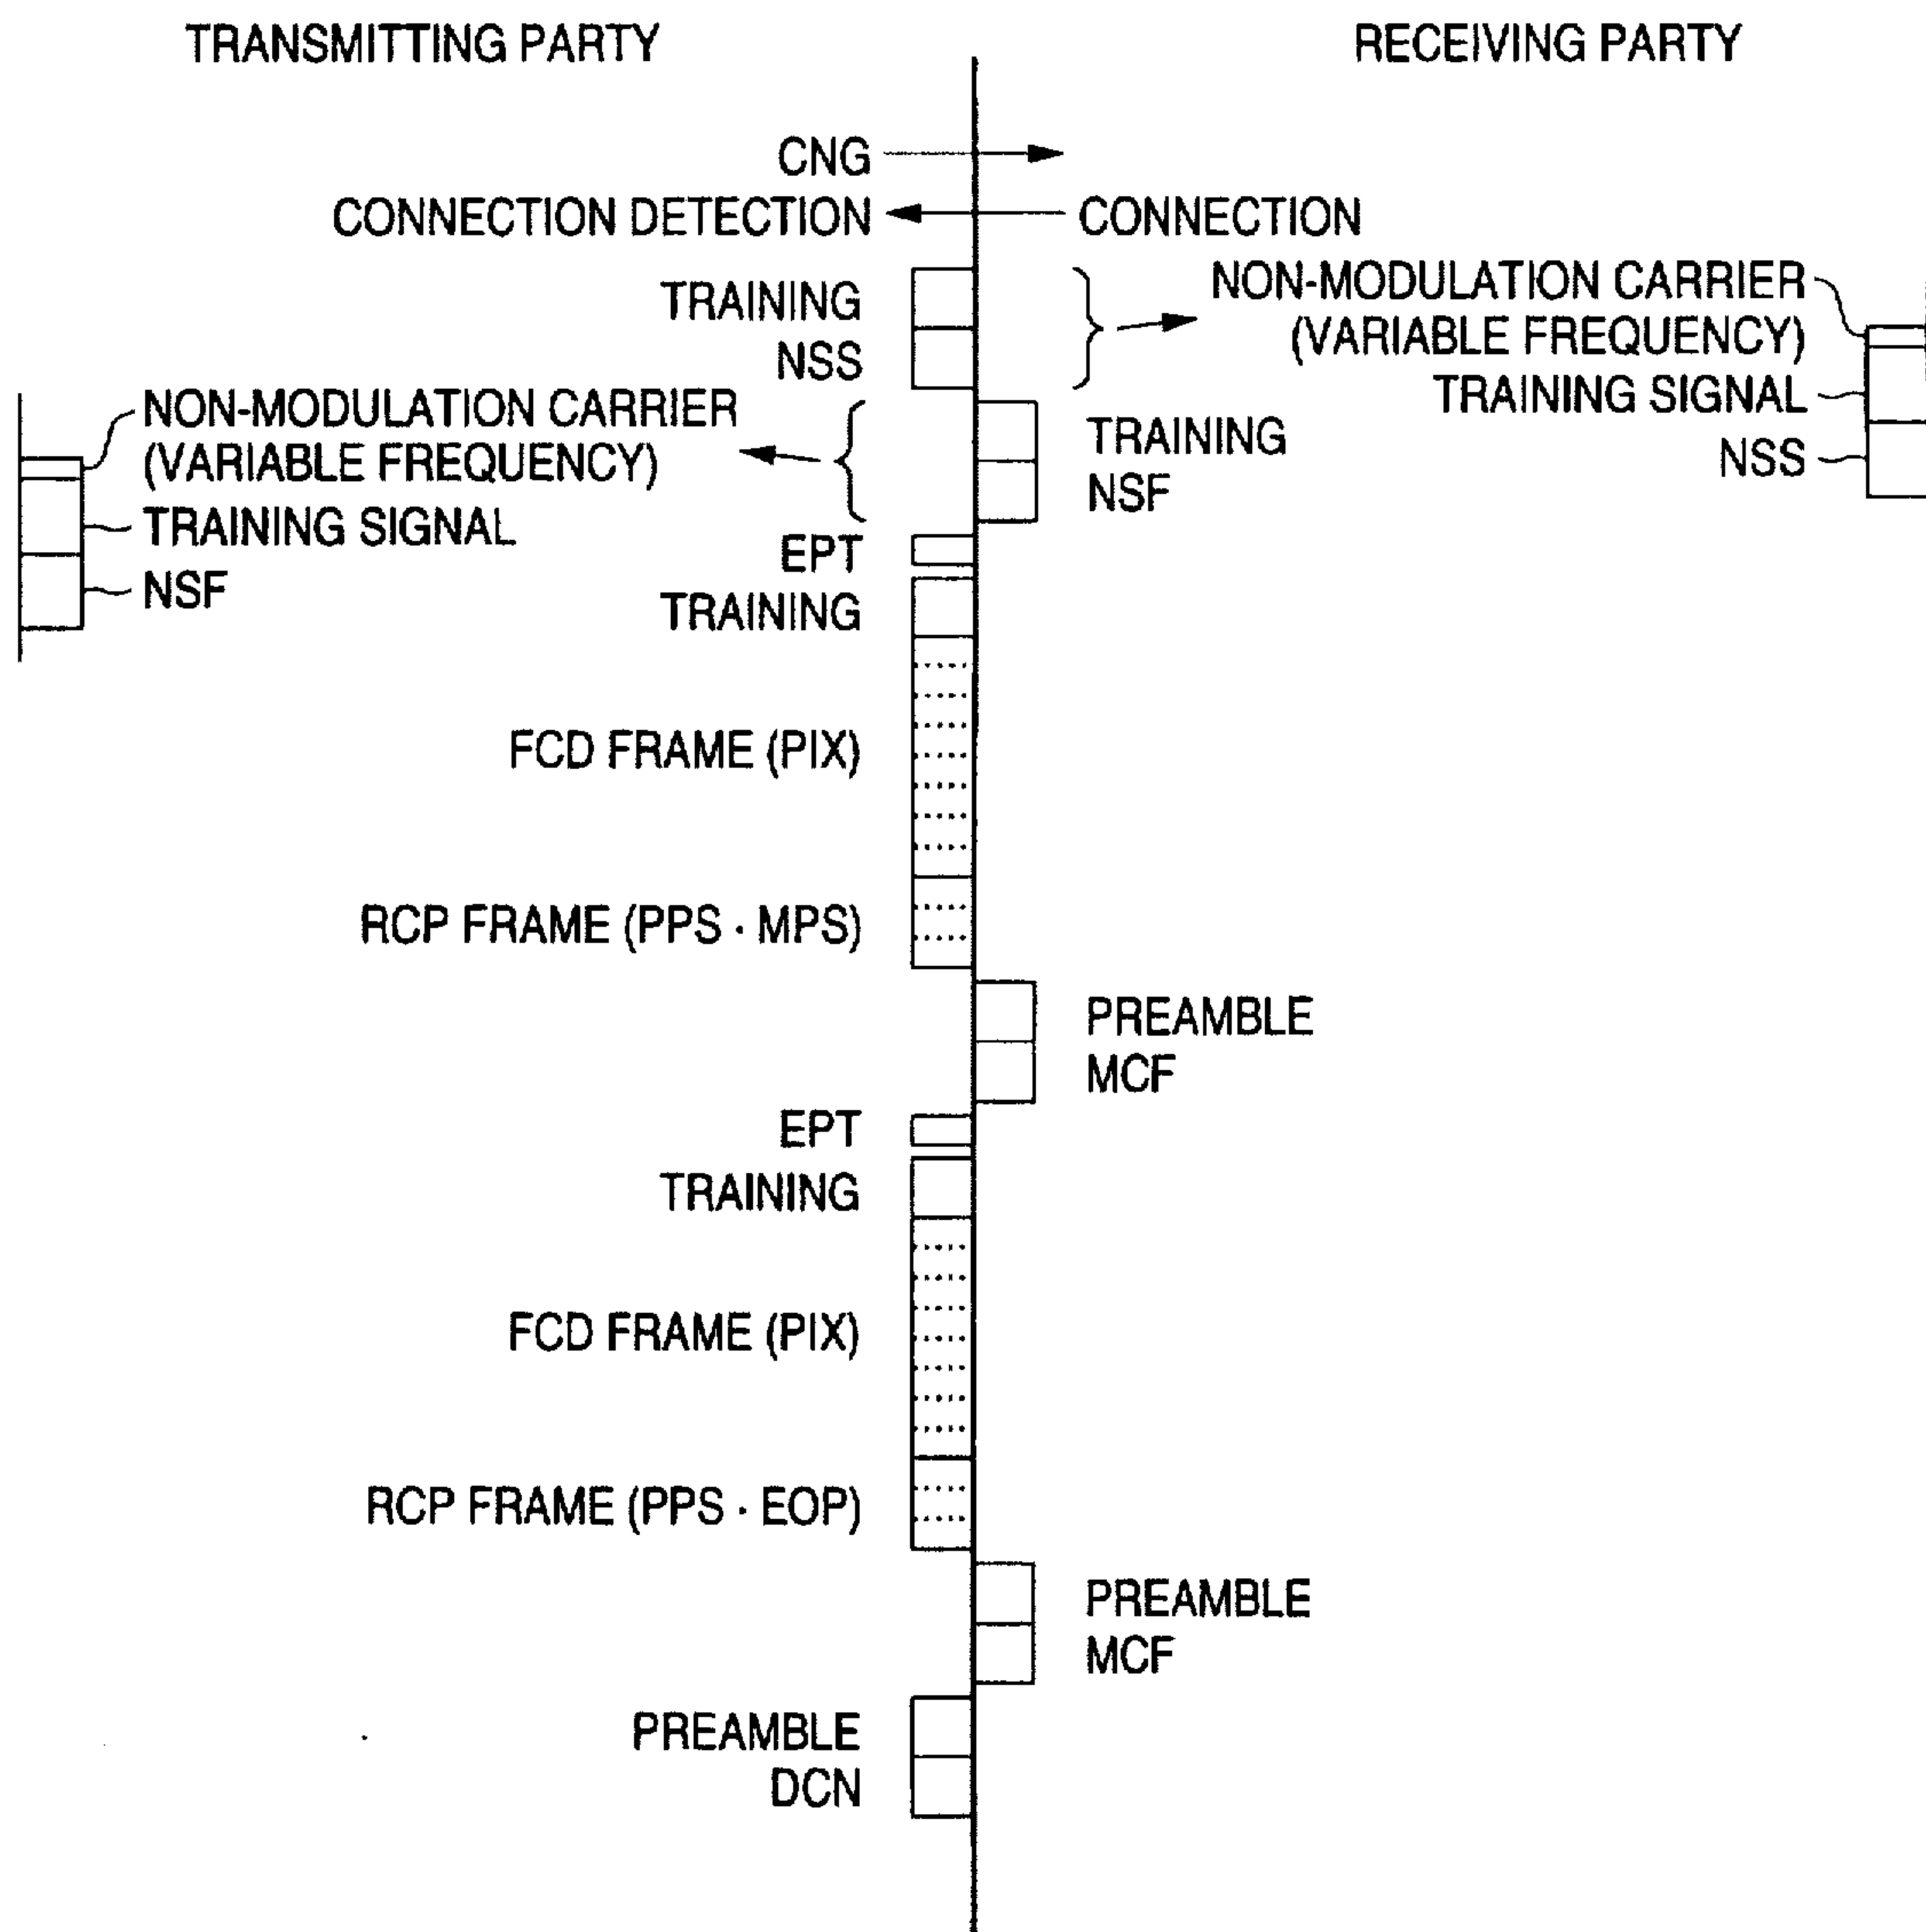 TRANSMITTING PARTY
RECEIVING PARTY
CNG
CONNECTION DETECTION
CONNECTION
TRAINING
NSS
NON-MODULATION CARRIER
(VARIABLE FREQUENCY)
TRAINING SIGNAL
NSS
NON-MODULATION CARRIER
(VARIABLE FREQUENCY)
TRAINING SIGNAL
NSF
TRAINING
NSF
EPT
TRAINING
FCD FRAME (PIX)
RCP FRAME (PPS · MPS)
PREAMBLE
MCF
EPT
TRAINING
FCD FRAME (PIX)
RCP FRAME (PPS · EOP)
PREAMBLE
MCF
PREAMBLE
DCN